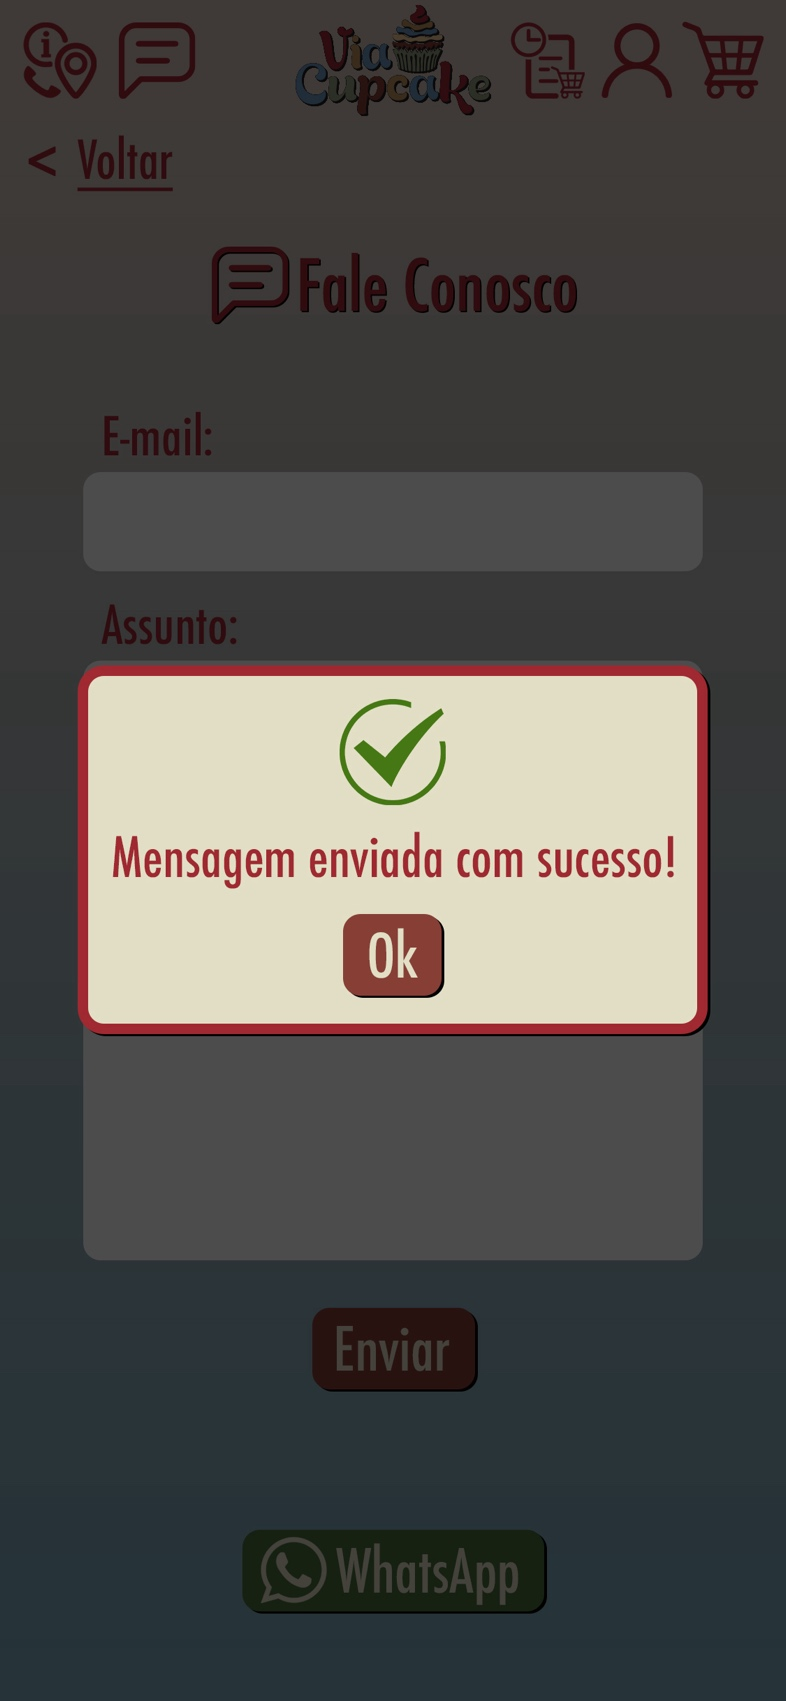 Via
Cupcake
< Voltar
Fale Conosco
E-mail:
Assunto:
Mensagem enviada com sucesso!
Ok
Enviar
WhatsApp